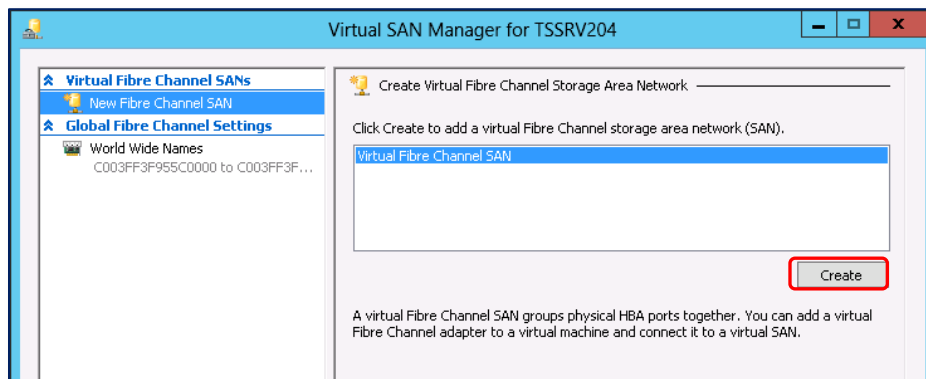 Virtual SAN Manager for TSSRV204
Virtual Fibre Channel SANs
New Fibre Channel SAN
Global Fibre Channel Settings
World Wide Names
C003FF3F955C0000 to C003FF3F...
Create Virtual Fibre Channel Storage Area Network
Click Create to add a virtual Fibre Channel storage area network (SAN).
Virtual Fibre Channel SAN
Create
A virtual Fibre Channel SAN groups physical HBA ports together. You can add a virtual
Fibre Channel adapter to a virtual machine and connect it to a virtual SAN.